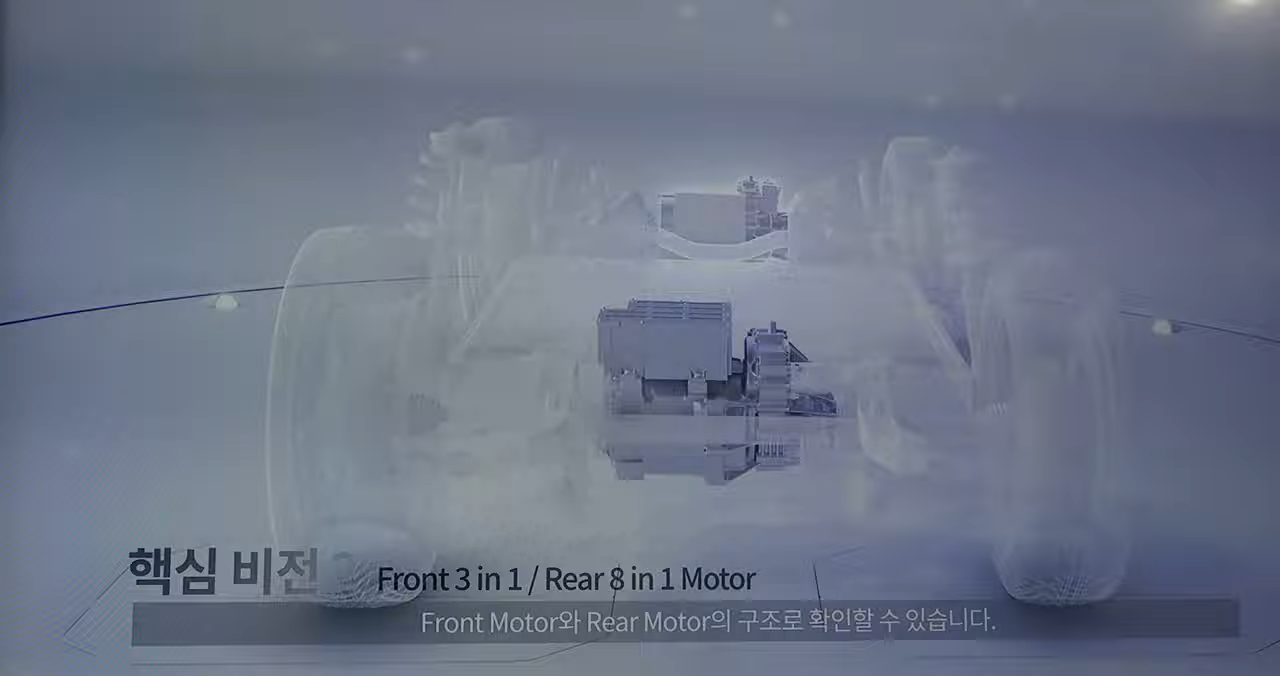 핵심 비전
Front 3 in 1 / Rear 8 in 1 Motor
Front Motor와 Rear Motor의 구조로 확인할 수 있습니다.